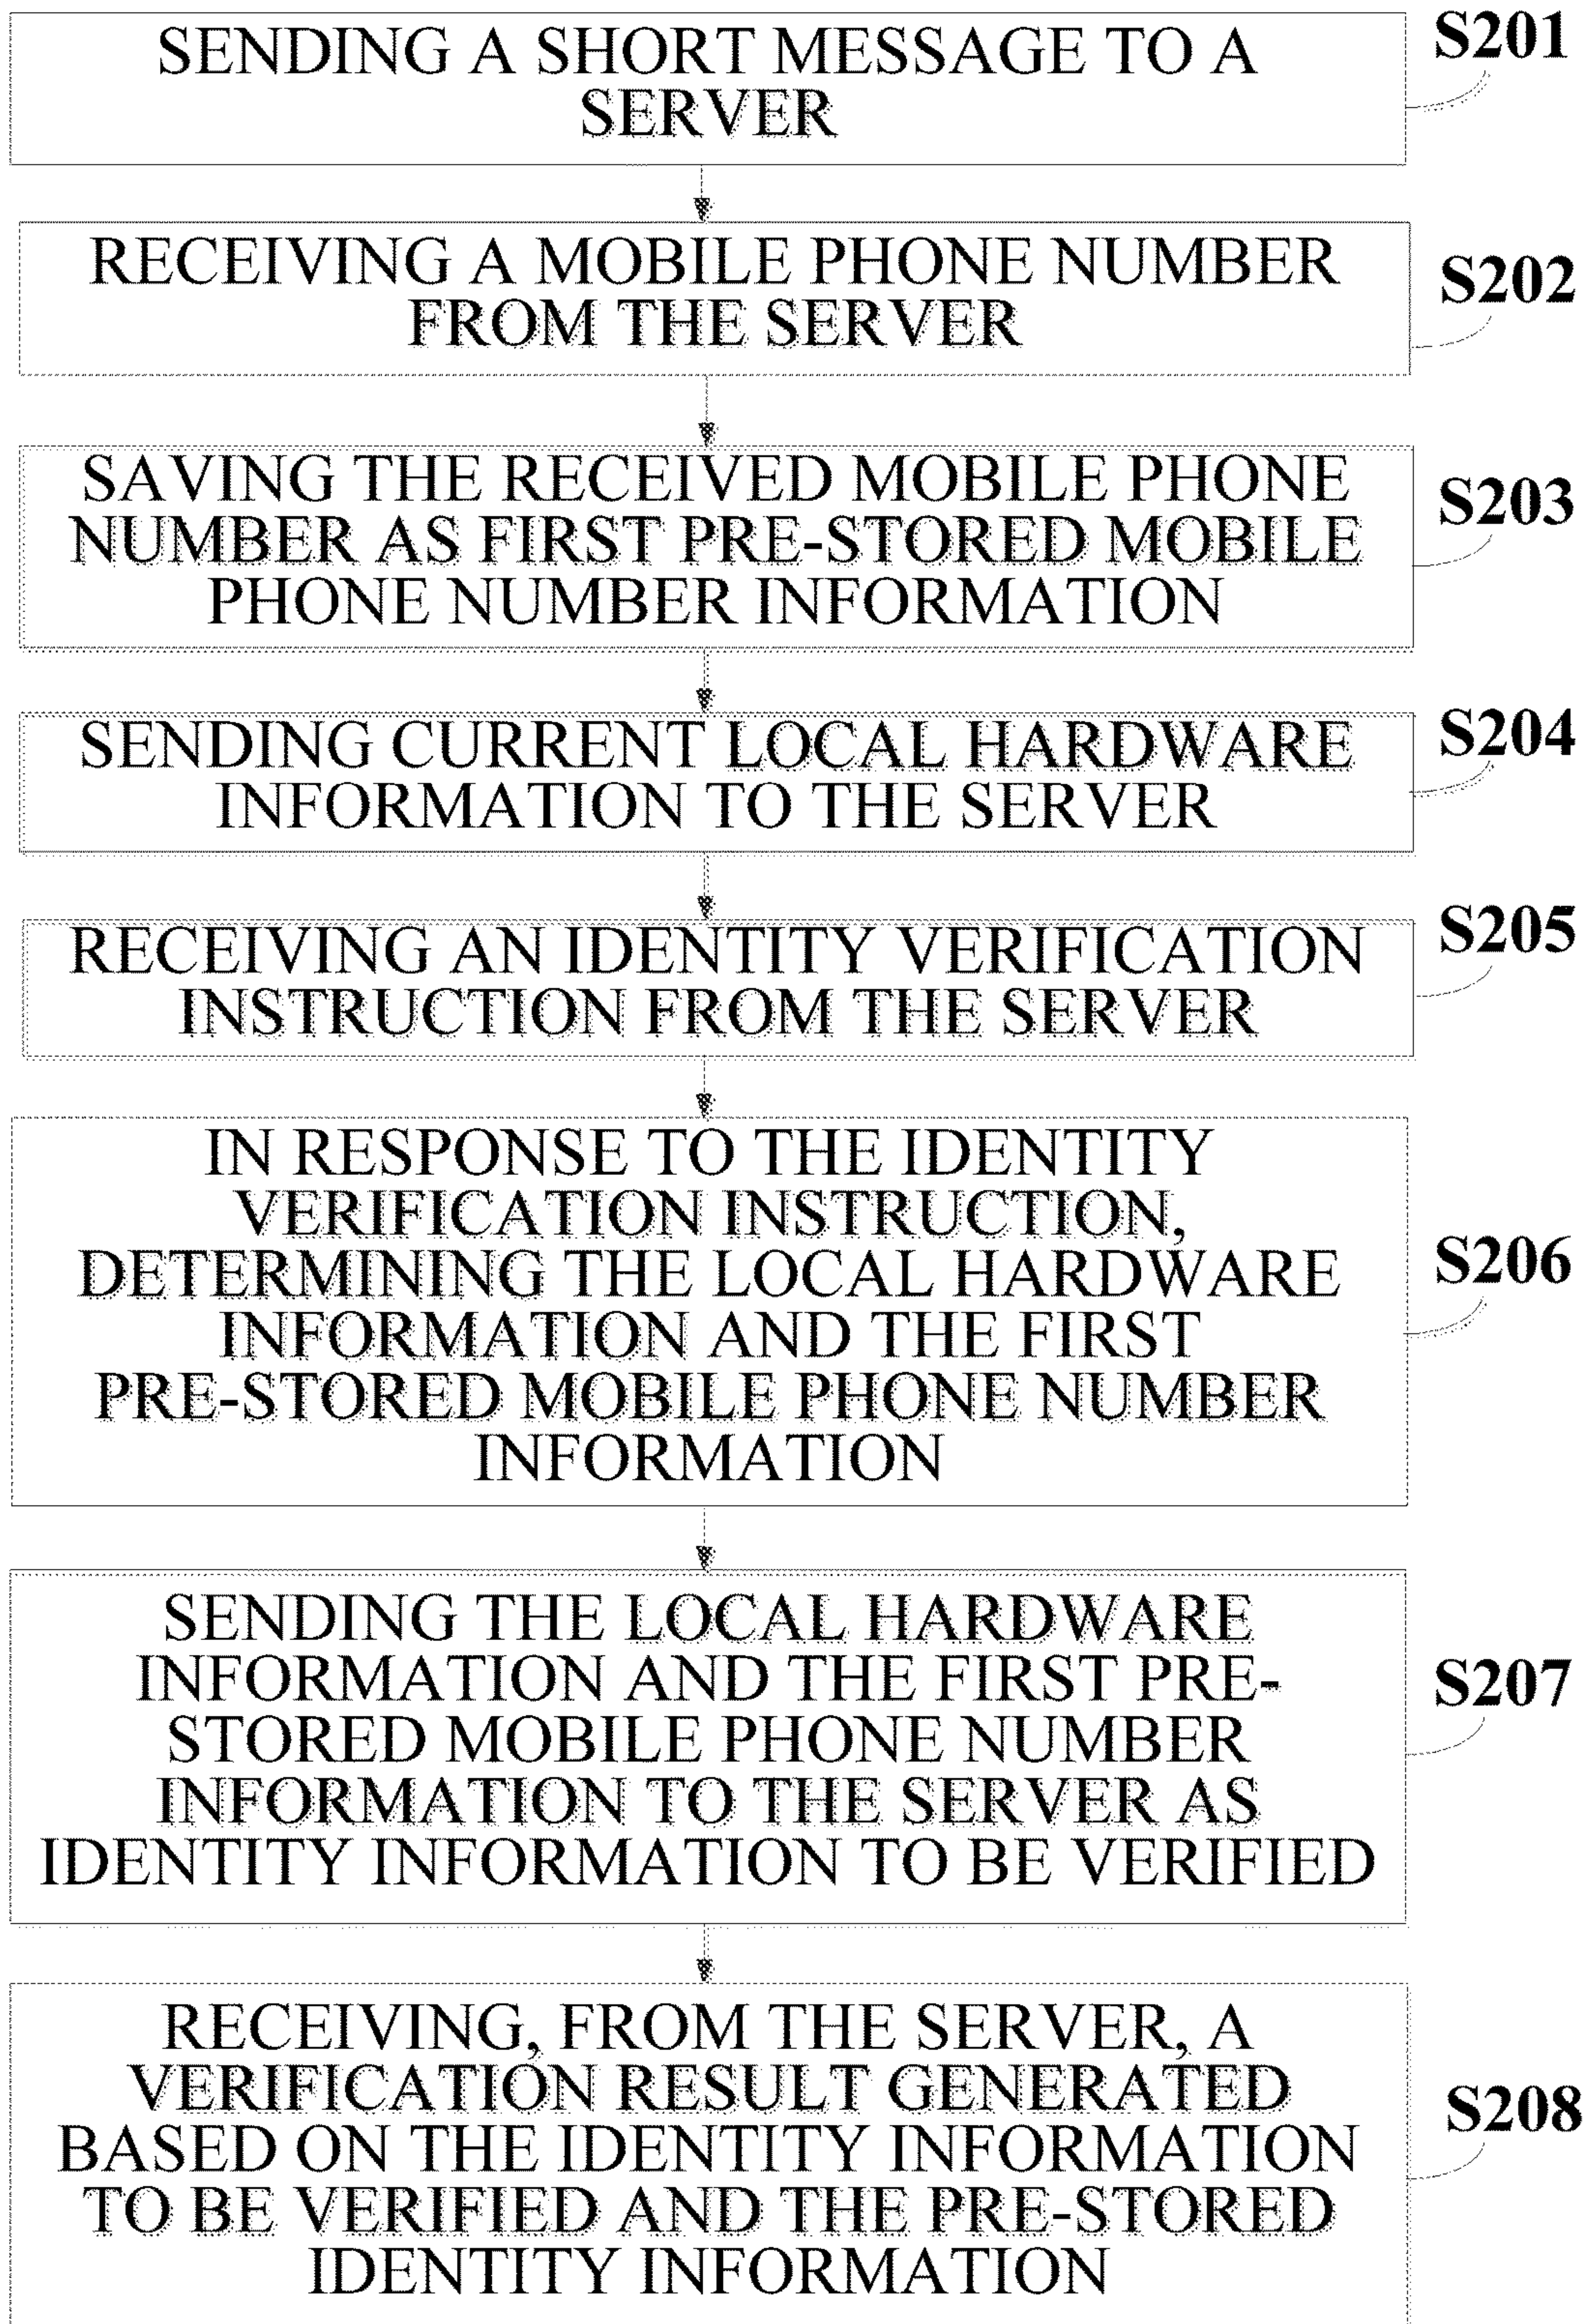 SENDING A SHORT MESSAGE TO A
SERVER
S201
RECEIVING A MOBILE PHONE NUMBER
FROM THE SERVER
S202
SAVING THE RECEIVED MOBILE PHONE
NUMBER AS FIRST PRE-STORED MOBILE
PHONE NUMBER INFORMATION
S203
SENDING CURRENT LOCAL HARDWARE
INFORMATION TO THE SERVER
S204
RECEIVING AN IDENTITY VERIFICATION
INSTRUCTION FROM THE SERVER
S205
IN RESPONSE TO THE IDENTITY
VERIFICATION INSTRUCTION,
DETERMINING THE LOCAL HARDWARE
INFORMATION AND THE FIRST
PRE-STORED MOBILE PHONE NUMBER
INFORMATION
S206
SENDING THE LOCAL HARDWARE
INFORMATION AND THE FIRST PRE-
STORED MOBILE PHONE NUMBER
INFORMATION TO THE SERVER AS
IDENTITY INFORMATION TO BE VERIFIED
S207
RECEIVING, FROM THE SERVER, A
VERIFICATION RESULT GENERATED
BASED ON THE IDENTITY INFORMATION
TO BE VERIFIED AND THE PRE-STORED
IDENTITY INFORMATION
S208